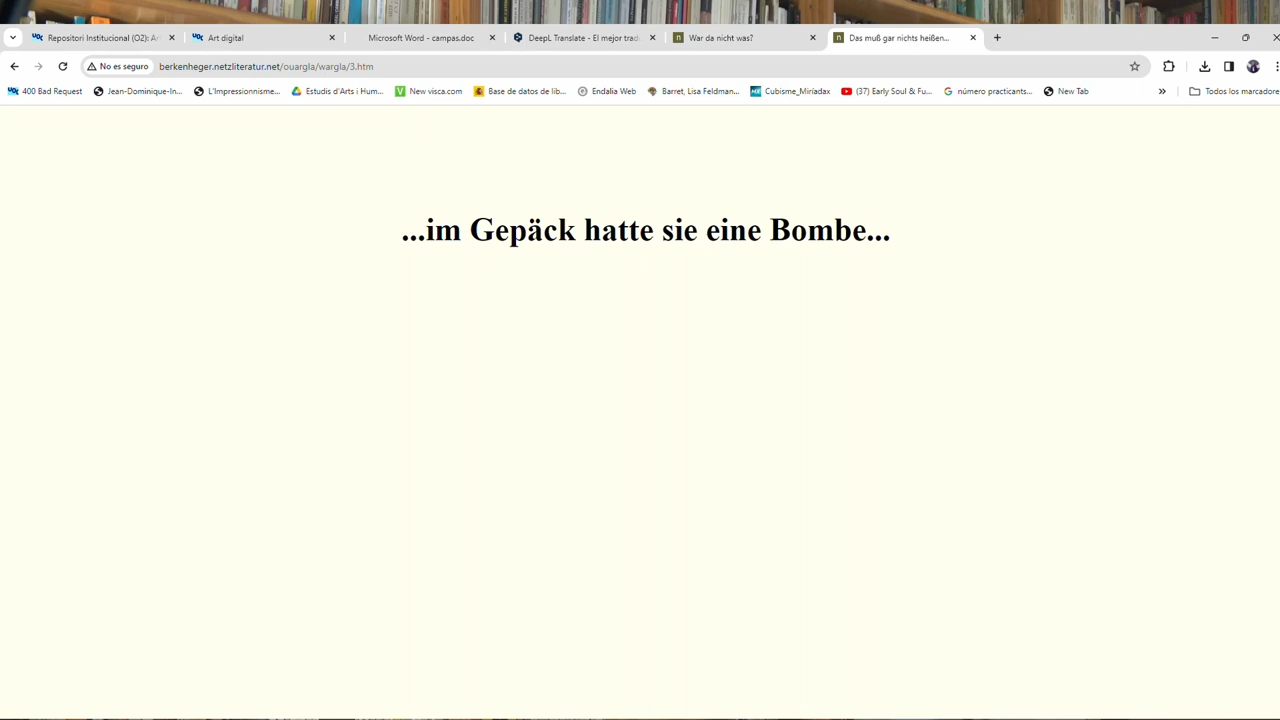 Repositori Institucional (O2): Ar
Art digital
Microsoft Word - campas.doc
DeepL Translate - El mejor trad
War da nicht was?
Das muß gar nichts heißen...
No es seguro
berkenheger.netzliteratur.net/ouargla/wargla/3.htm
400 Bad Request
Jean-Dominique-In...
L'Impressionnisme...
Estudis d'Arts i Hum...
New visca.com
Base de datos de lib...
Endalia Web
Barret, Lisa Feldman...
Cubisme_Miríadax
(37) Early Soul & Fu...
número practicants...
New Tab
»
Todos los marcadore
...im Gepäck hatte sie eine Bombe...